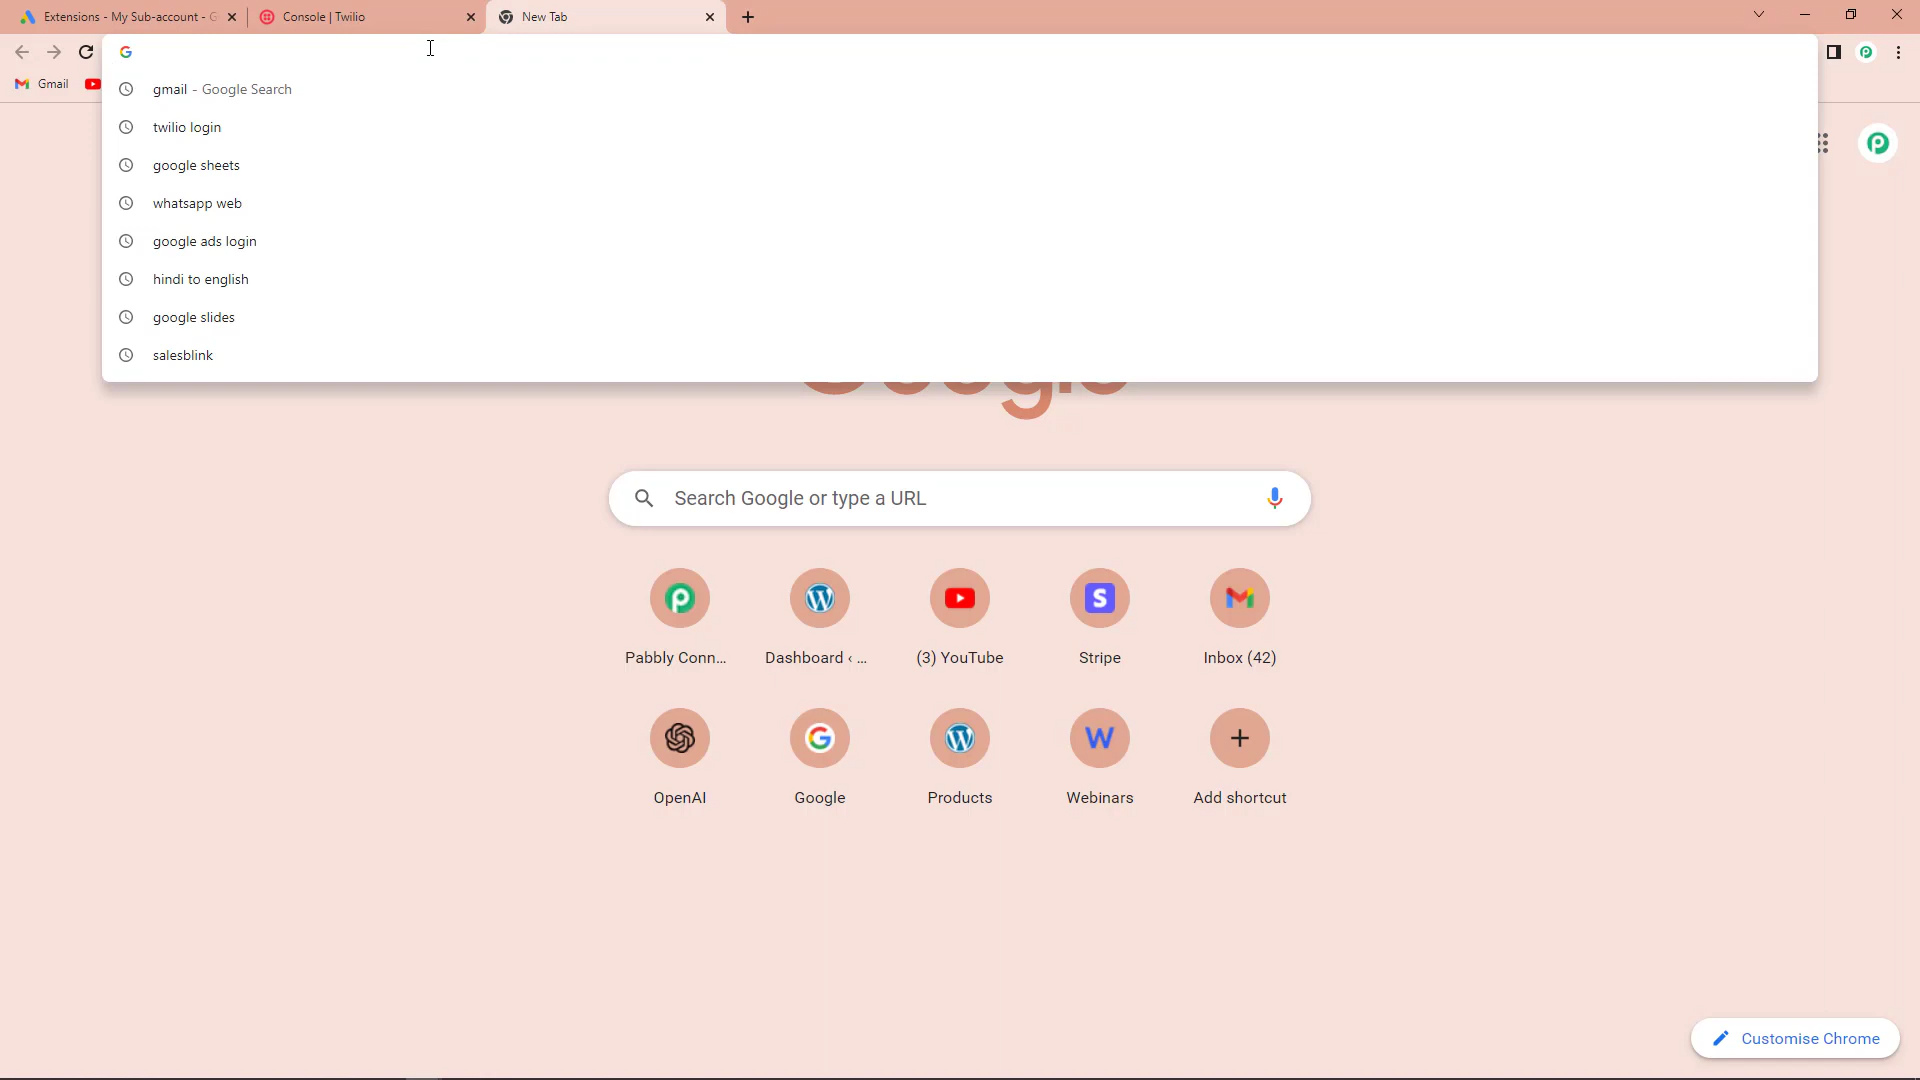 Extensions - My Sub-account - G
Console | Twilio
New Tab
Gmail
gmail - Google Search
twilio login
google sheets
whatsapp web
google ads login
hindi to english
google slides
salesblink
Search Google or type a URL
Pabbly Conn...
Dashboard ‹ ...
(3) YouTube
Stripe
Inbox (42)
OpenAI
Google
Products
Webinars
Add shortcut
Customise Chrome